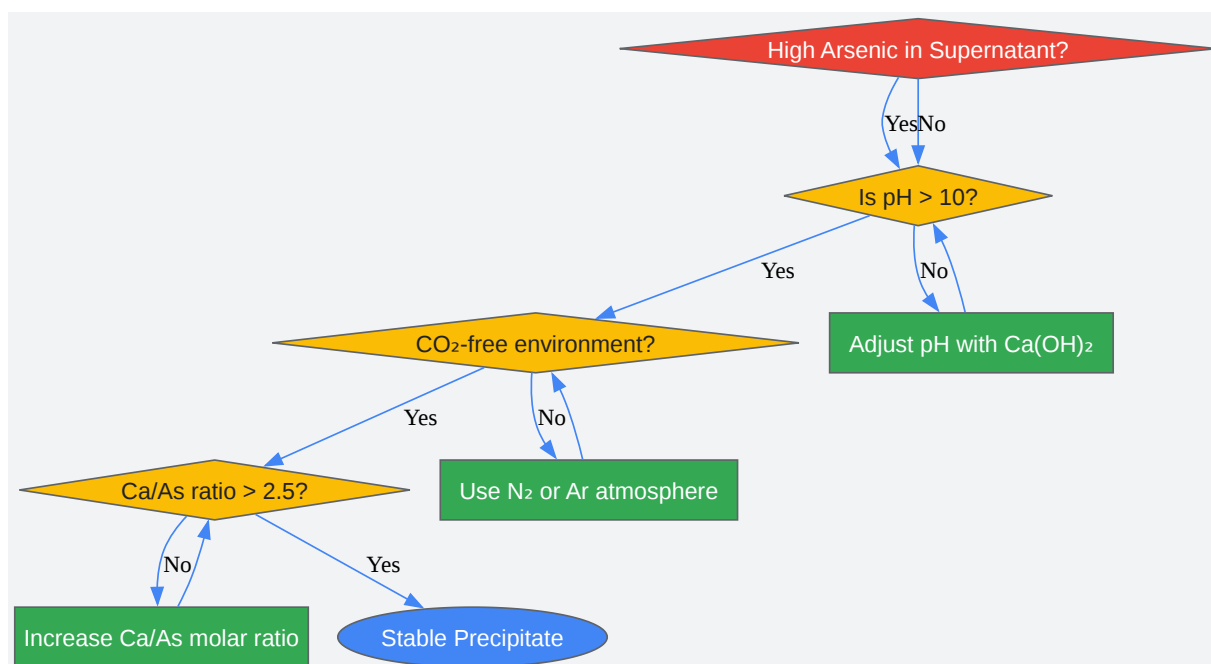 High Arsenic in Supernatant?
Yes
No
Is pH > 10?
Yes
No
CO₂-free environment?
Adjust pH with Ca(OH)₂
Yes
No
Ca/As ratio > 2.5?
Use N₂ or Ar atmosphere
No
Yes
Increase Ca/As molar ratio
Stable Precipitate